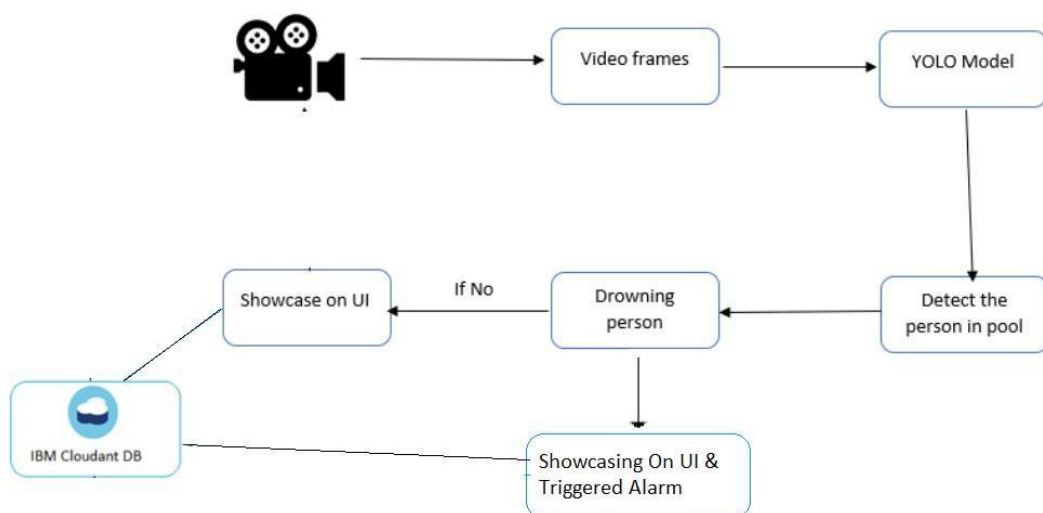 Video frames
YOLO Model
Detect the
person in pool
Drowning
person
If No
Showcase on UI
IBM Cloudant DB
Showcasing On UI &
Triggered Alarm